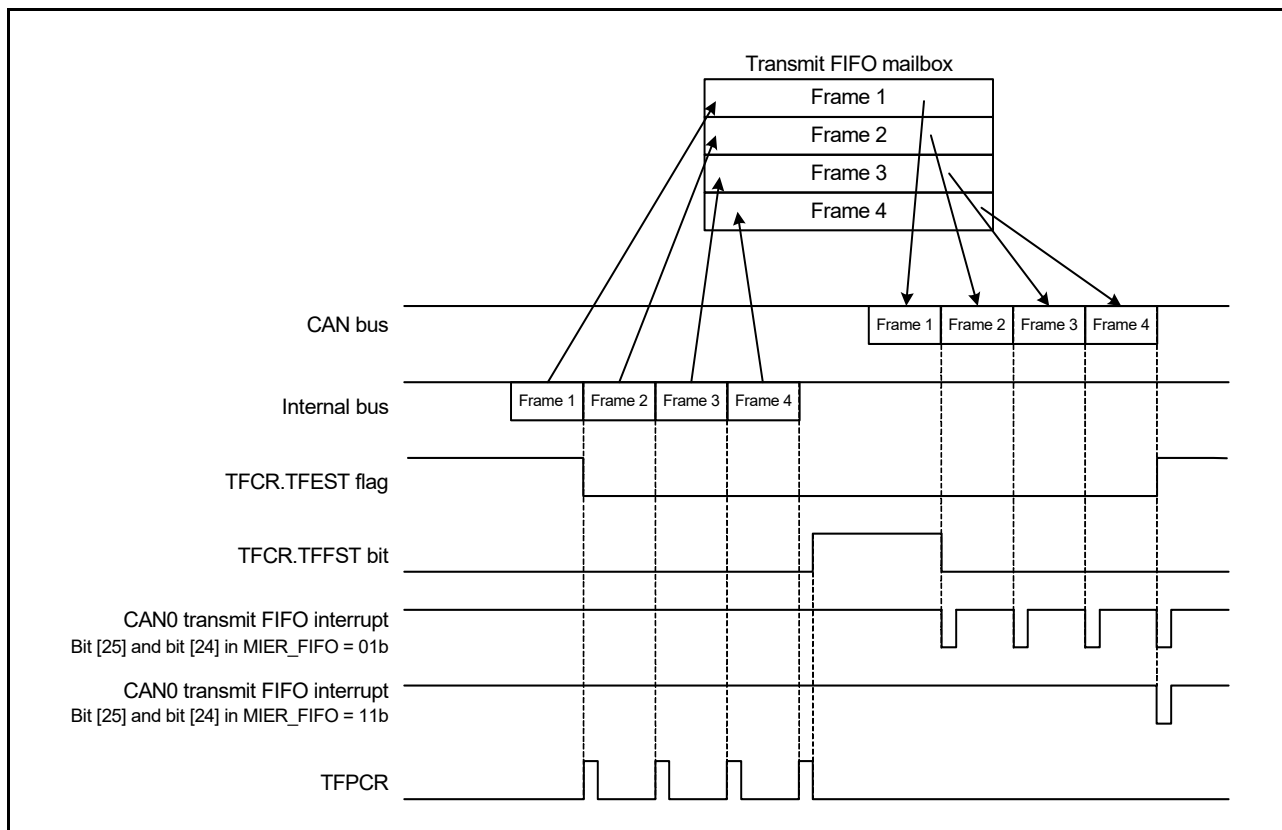 Transmit FIFO mailbox
Frame 1
Frame 2
Frame 3
Frame 4
CAN bus
Frame 1 Frame 2 Frame 3 Frame 4
Internal bus
Frame 1 Frame 2 Frame 3 Frame 4
TFCR.TFEST flag
TFCR.TFFST bit
CAN0 transmit FIFO interrupt
Bit [25] and bit [24] in MIER_FIFO = 01b
CAN0 transmit FIFO interrupt
Bit [25] and bit [24] in MIER_FIFO = 11b
TFPCR